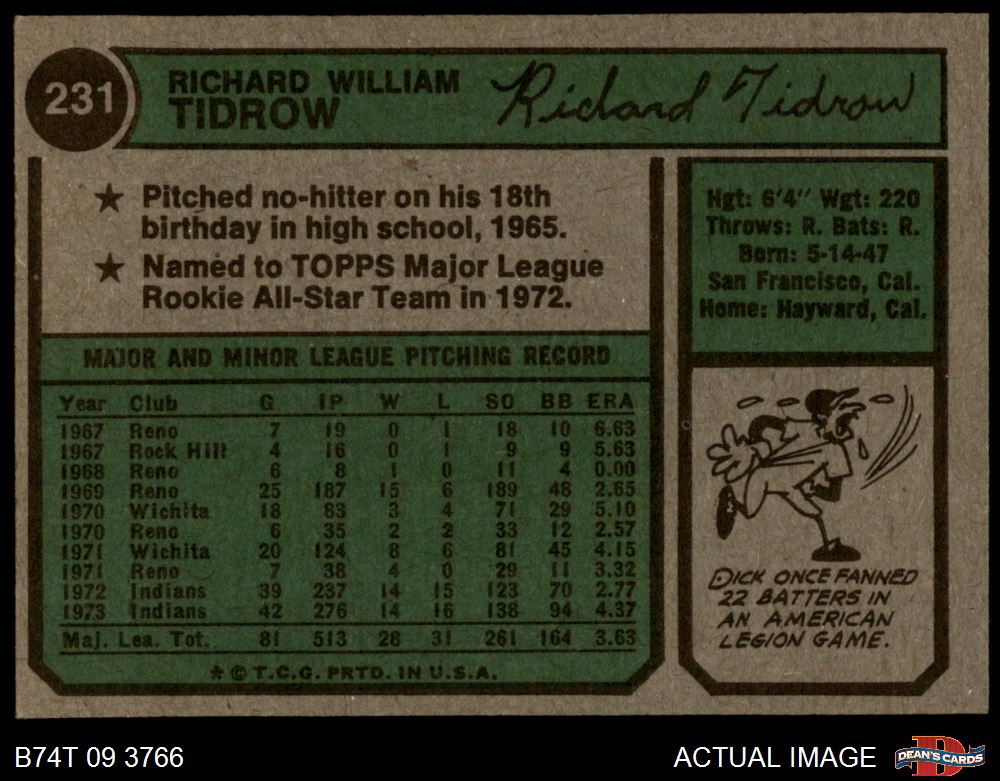 231
RICHARD WILLIAM
TIDROW
Richard Tidrow
★ Pitched no-hitter on his 18th
birthday in high school, 1965.
★ Named to TOPPS Major League
Rookie All-Star Team in 1972.
Hgt: 6'4" Wgt: 220
Throws: R. Bats: R.
Born: 5-14-47
San Francisco, Cal.
Home: Hayward, Cal.
MAJOR AND MINOR LEAGUE PITCHING RECORD
Year Club G IP W L SO BB ERA
1967 Reno 7 19 0 1 18 10 6.63
1967 Rock Hill 4 16 0 1 9 9 5.63
1968 Reno 6 8 1 0 11 4 0.00
1969 Reno 25 187 15 6 189 48 2.65
1970 Wichita 18 83 3 4 71 29 5.10
1970 Reno 6 35 2 2 33 12 2.57
1971 Wichita 20 124 8 6 81 45 4.15
1971 Reno 7 38 4 0 29 11 3.32
1972 Indians 39 237 14 15 123 70 2.77
1973 Indians 42 276 14 16 138 94 4.37
Maj. Lea. Tot. 81 513 28 31 261 164 3.63
* © T.C.G. PRTD. IN U.S.A.
DICK ONCE FANNED
22 BATTERS IN
AN AMERICAN
LEGION GAME.
B74T 09 3766
ACTUAL IMAGE
D
DEAN'S CARDS